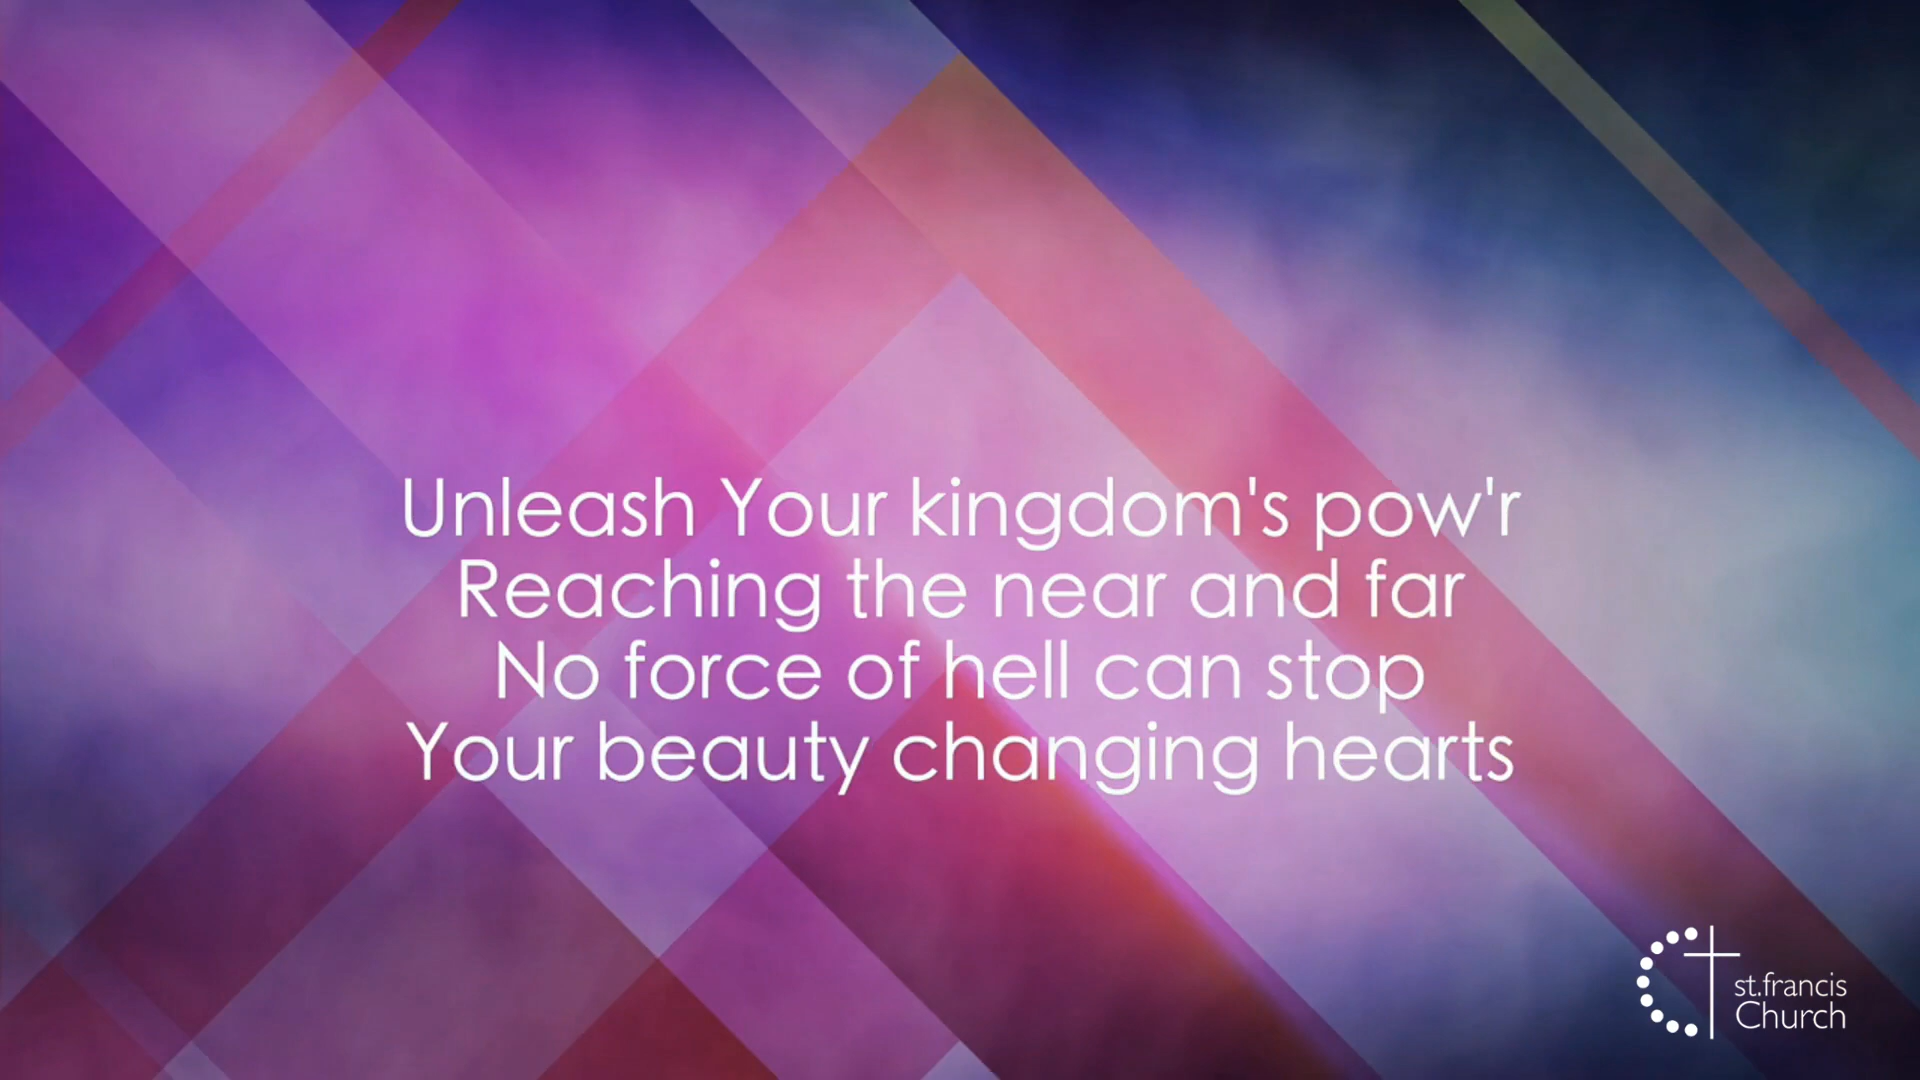 Unleash Your kingdom's pow'r
Reaching the near and far
No force of hell can stop
Your beauty changing hearts
st.francis
Church